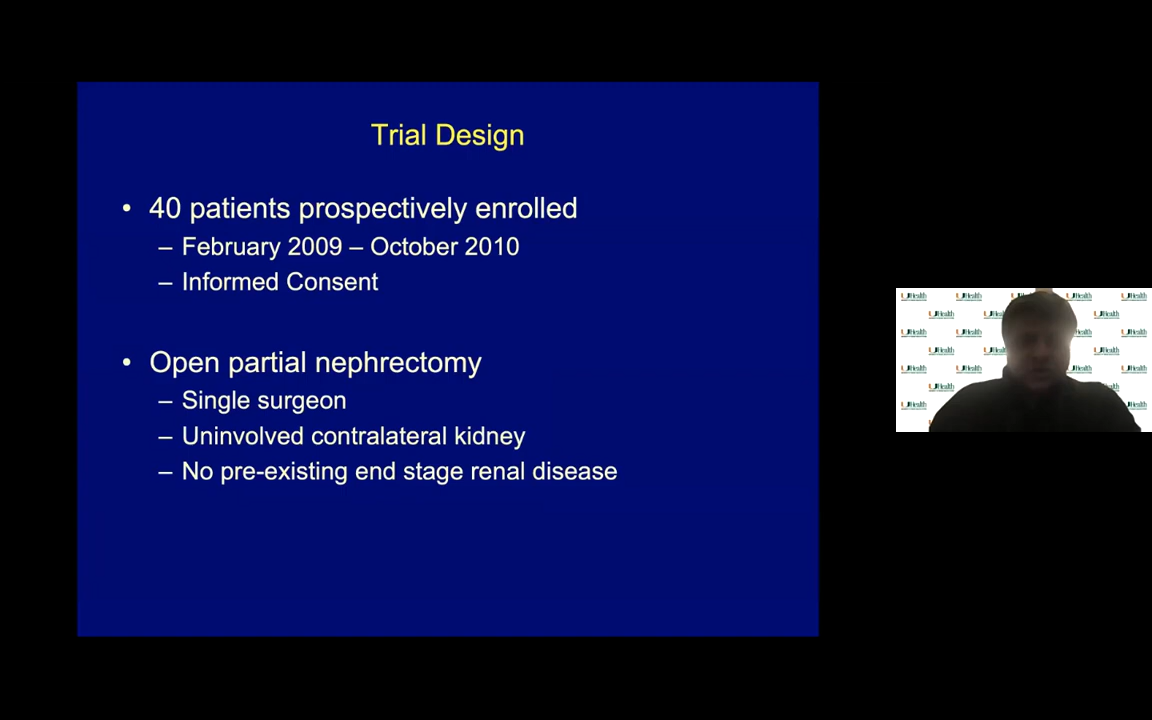 Trial Design
• 40 patients prospectively enrolled
– February 2009 – October 2010
– Informed Consent
• Open partial nephrectomy
– Single surgeon
– Uninvolved contralateral kidney
– No pre-existing end stage renal disease
UHealth